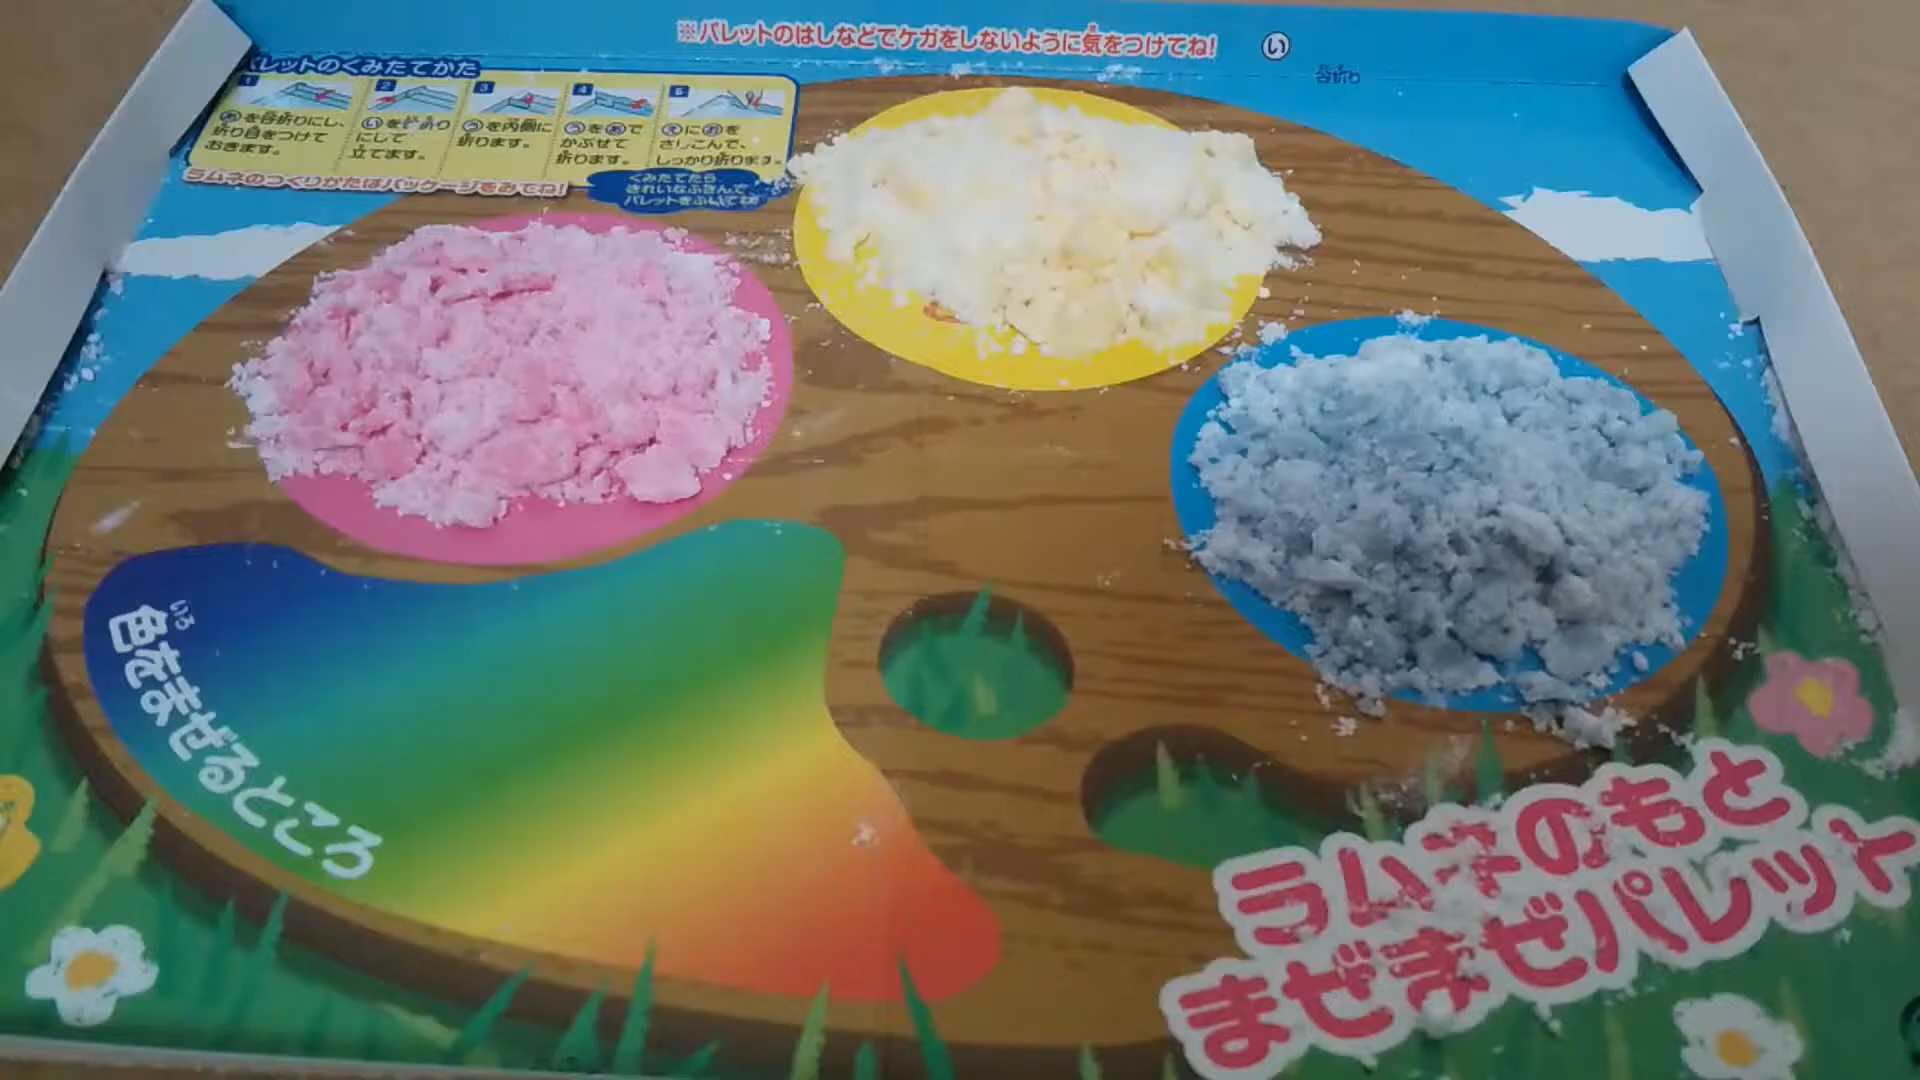 ※パレットのはしなどでケガをしないように気をつけてね!
い
谷折り
パレットのくみたてかた
1
あを谷折りにし、
折り目をつけて
おきます。
2
いを谷折り
にして
立てます。
3
うを内側に
折ります。
4
うをあで
かぶせて
折ります。
5
えにおを
さしこんで、
しっかり折ります。
ラムネのつくりかたはパッケージをみてね!
くみたてたら
きれいなふきんで
パレットをふいてね!
いろ
色をまぜるところ
ラムネのもと
まぜまぜパレット